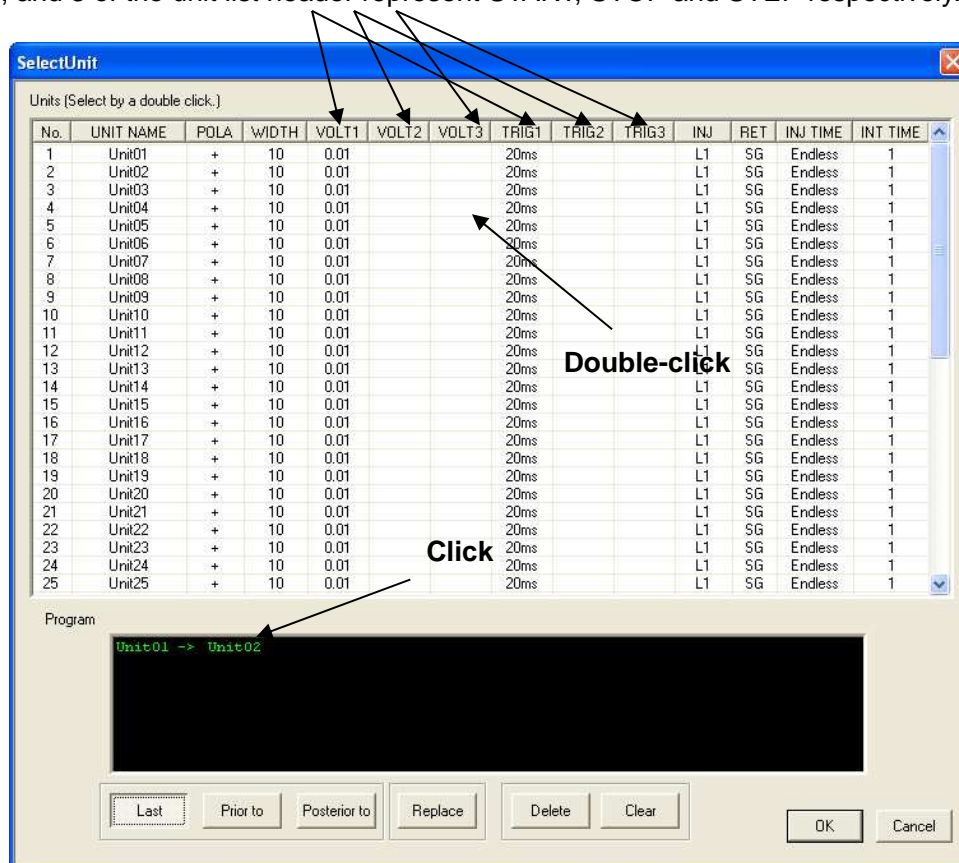 , and 3 of the unit list header represent START, STOP and STEP respectively.
SelectUnit
Units (Select by a double click.)
No. UNIT NAME POLA WIDTH VOLT1 VOLT2 VOLT3 TRIG1 TRIG2 TRIG3 INJ RET INJ TIME INT TIME
1 Unit01 + 10 0.01 20ms L1 SG Endless 1
2 Unit02 + 10 0.01 20ms L1 SG Endless 1
3 Unit03 + 10 0.01 20ms L1 SG Endless 1
4 Unit04 + 10 0.01 20ms L1 SG Endless 1
5 Unit05 + 10 0.01 20ms L1 SG Endless 1
6 Unit06 + 10 0.01 20ms L1 SG Endless 1
7 Unit07 + 10 0.01 20ms L1 SG Endless 1
8 Unit08 + 10 0.01 20ms L1 SG Endless 1
9 Unit09 + 10 0.01 20ms L1 SG Endless 1
10 Unit10 + 10 0.01 20ms L1 SG Endless 1
11 Unit11 + 10 0.01 20ms L1 SG Endless 1
12 Unit12 + 10 0.01 20ms L1 SG Endless 1
Double-click
13 Unit13 + 10 0.01 20ms L1 SG Endless 1
14 Unit14 + 10 0.01 20ms L1 SG Endless 1
15 Unit15 + 10 0.01 20ms L1 SG Endless 1
16 Unit16 + 10 0.01 20ms L1 SG Endless 1
17 Unit17 + 10 0.01 20ms L1 SG Endless 1
18 Unit18 + 10 0.01 20ms L1 SG Endless 1
19 Unit19 + 10 0.01 20ms L1 SG Endless 1
20 Unit20 + 10 0.01 20ms L1 SG Endless 1
21 Unit21 + 10 0.01 20ms L1 SG Endless 1
22 Unit22 + 10 0.01 20ms L1 SG Endless 1
23 Unit23 + 10 0.01 20ms L1 SG Endless 1
Click
24 Unit24 + 10 0.01 20ms L1 SG Endless 1
25 Unit25 + 10 0.01 20ms L1 SG Endless 1
Program
Unit01 -> Unit02
Last Prior to Posterior to Replace Delete Clear
OK Cancel